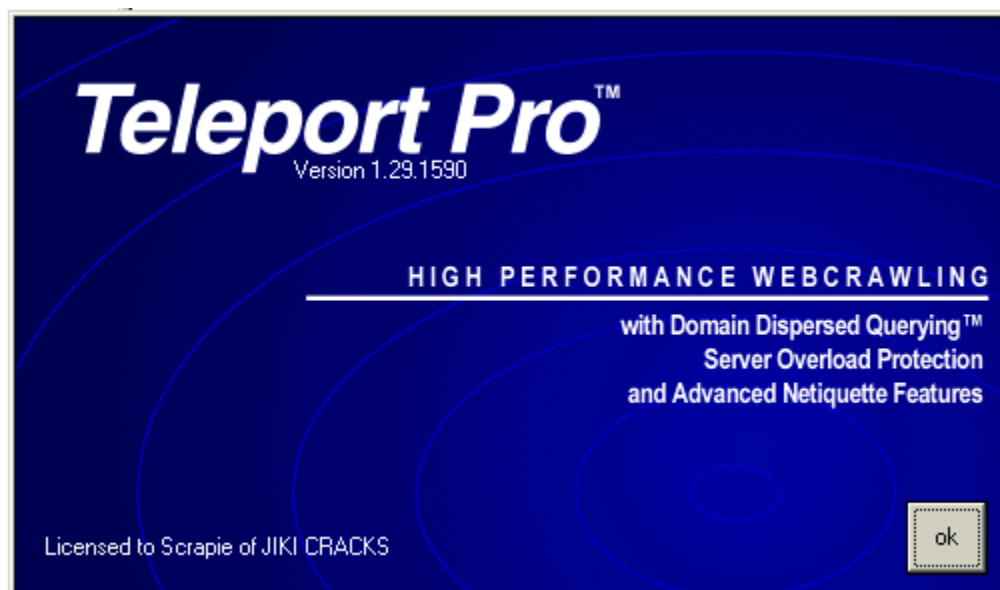 Teleport Pro™
Version 1.29.1590
HIGH PERFORMANCE WEBCRAWLING
with Domain Dispersed Querying™
Server Overload Protection
and Advanced Netiquette Features
Licensed to Scrapie of JIKI CRACKS
ok